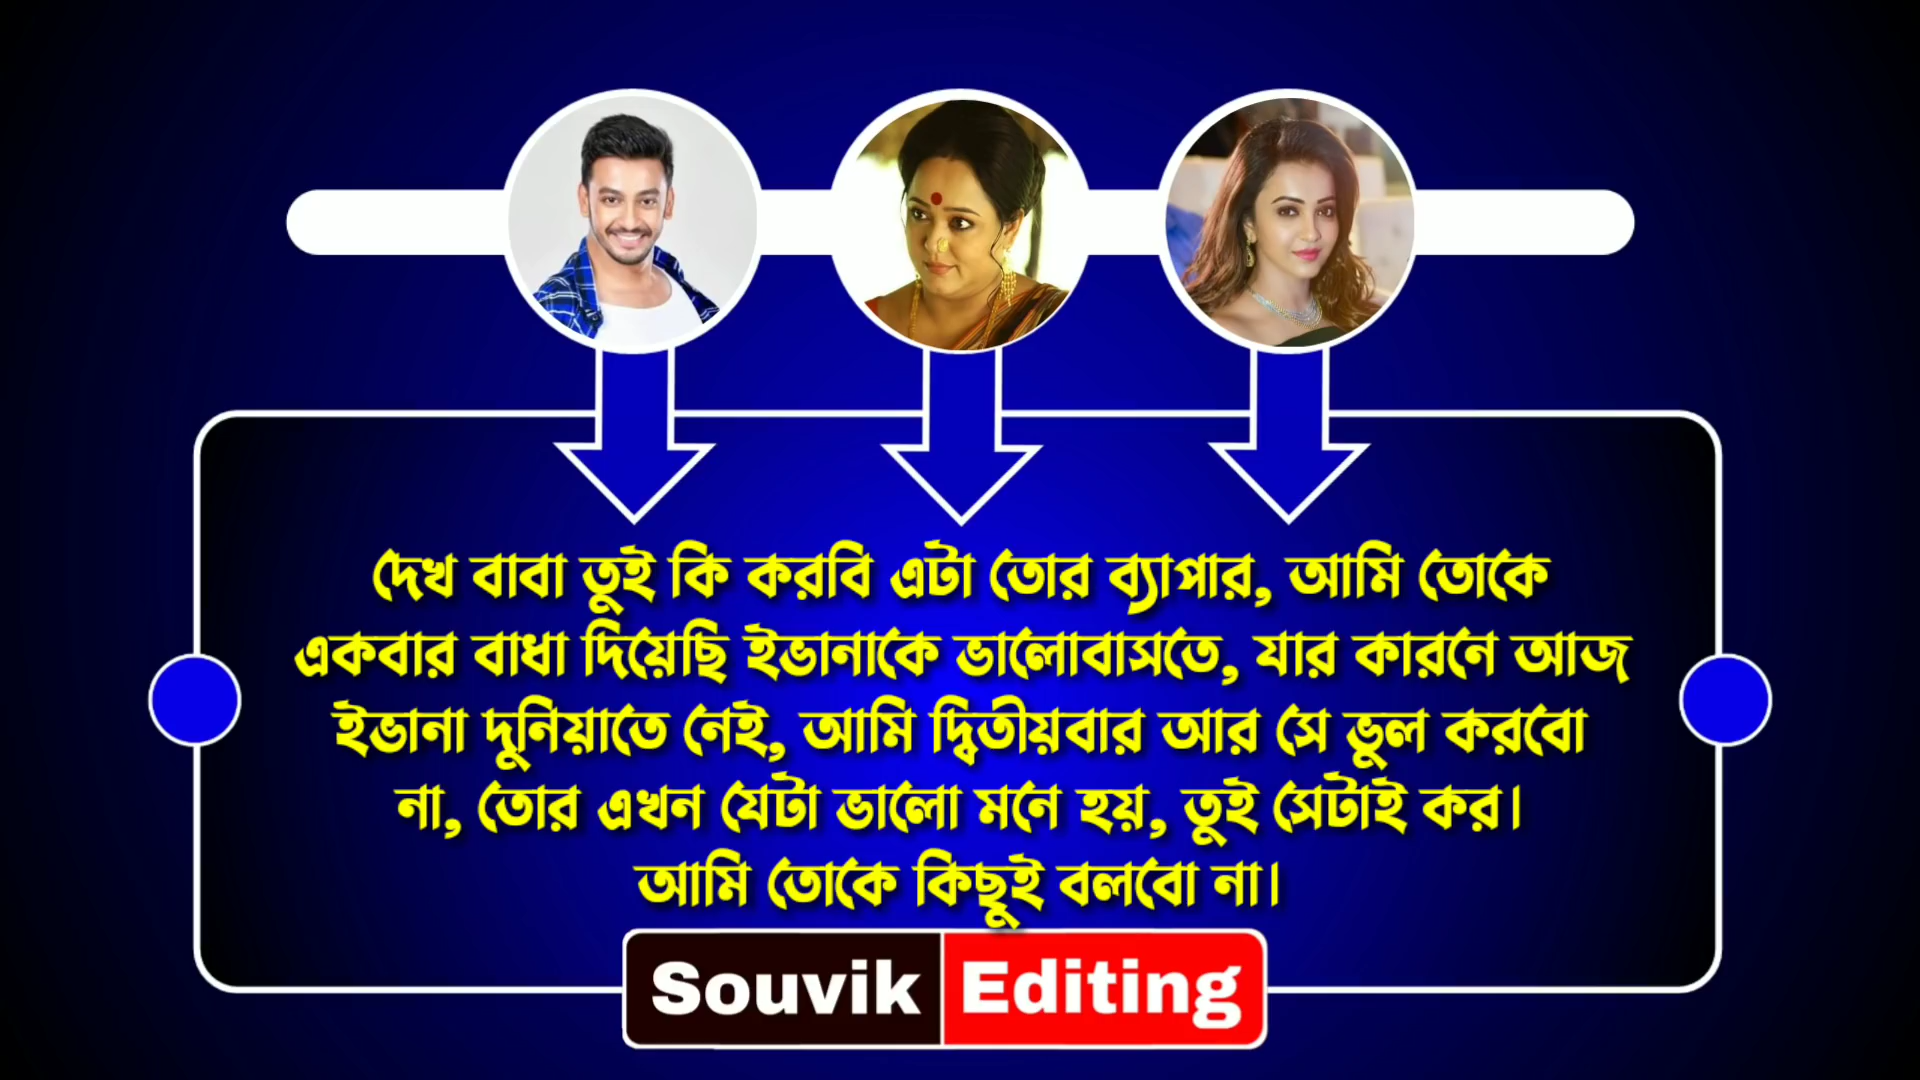 দেখ বাবা তুই কি করবি এটা তোর ব্যাপার, আমি তোকে
একবার বাধা দিয়েছি ইভানাকে ভালোবাসতে, যার কারনে আজ
ইভানা দুনিয়াতে নেই, আমি দ্বিতীয়বার আর সে ভুল করবো
না, তোর এখন যেটা ভালো মনে হয়, তুই সেটাই কর।
আমি তোকে কিছুই বলবো না।
Souvik Editing